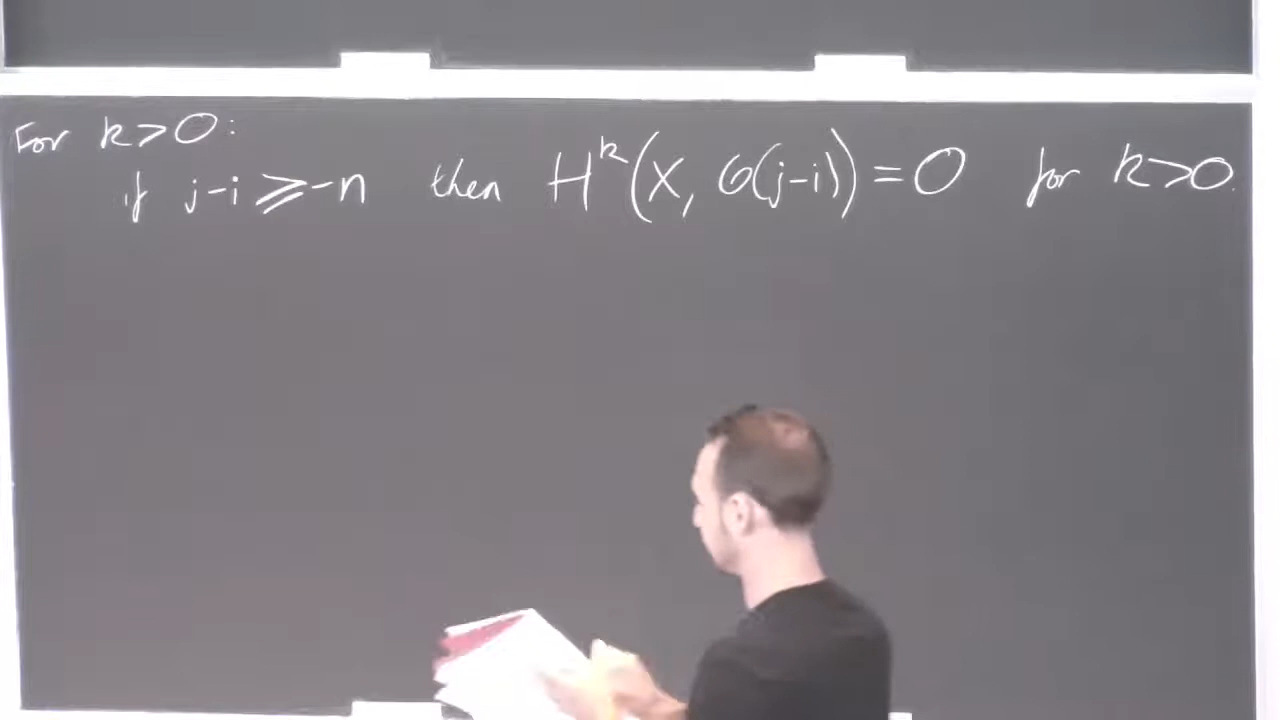 For k>0:
if j-i ⩾ -n then H^k(X, O(j-i)) = 0 for k>0.